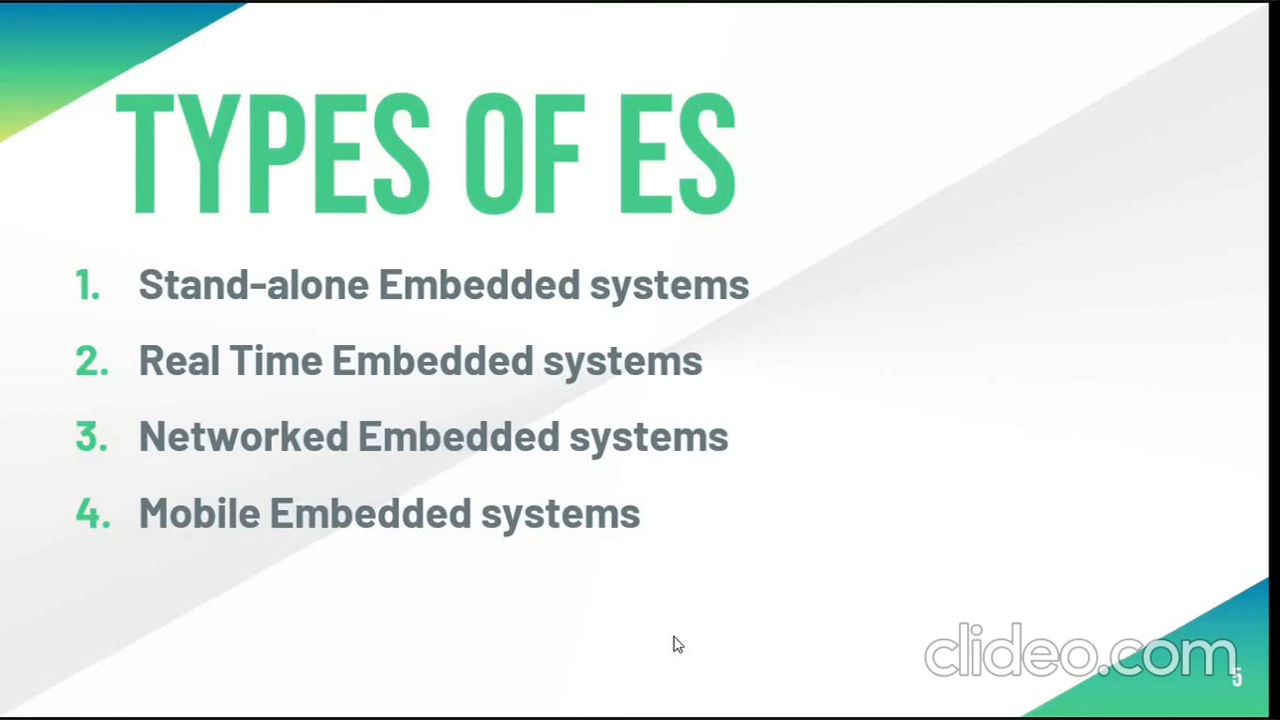 TYPES OF ES
1. Stand-alone Embedded systems
2. Real Time Embedded systems
3. Networked Embedded systems
4. Mobile Embedded systems
clideo.com
5